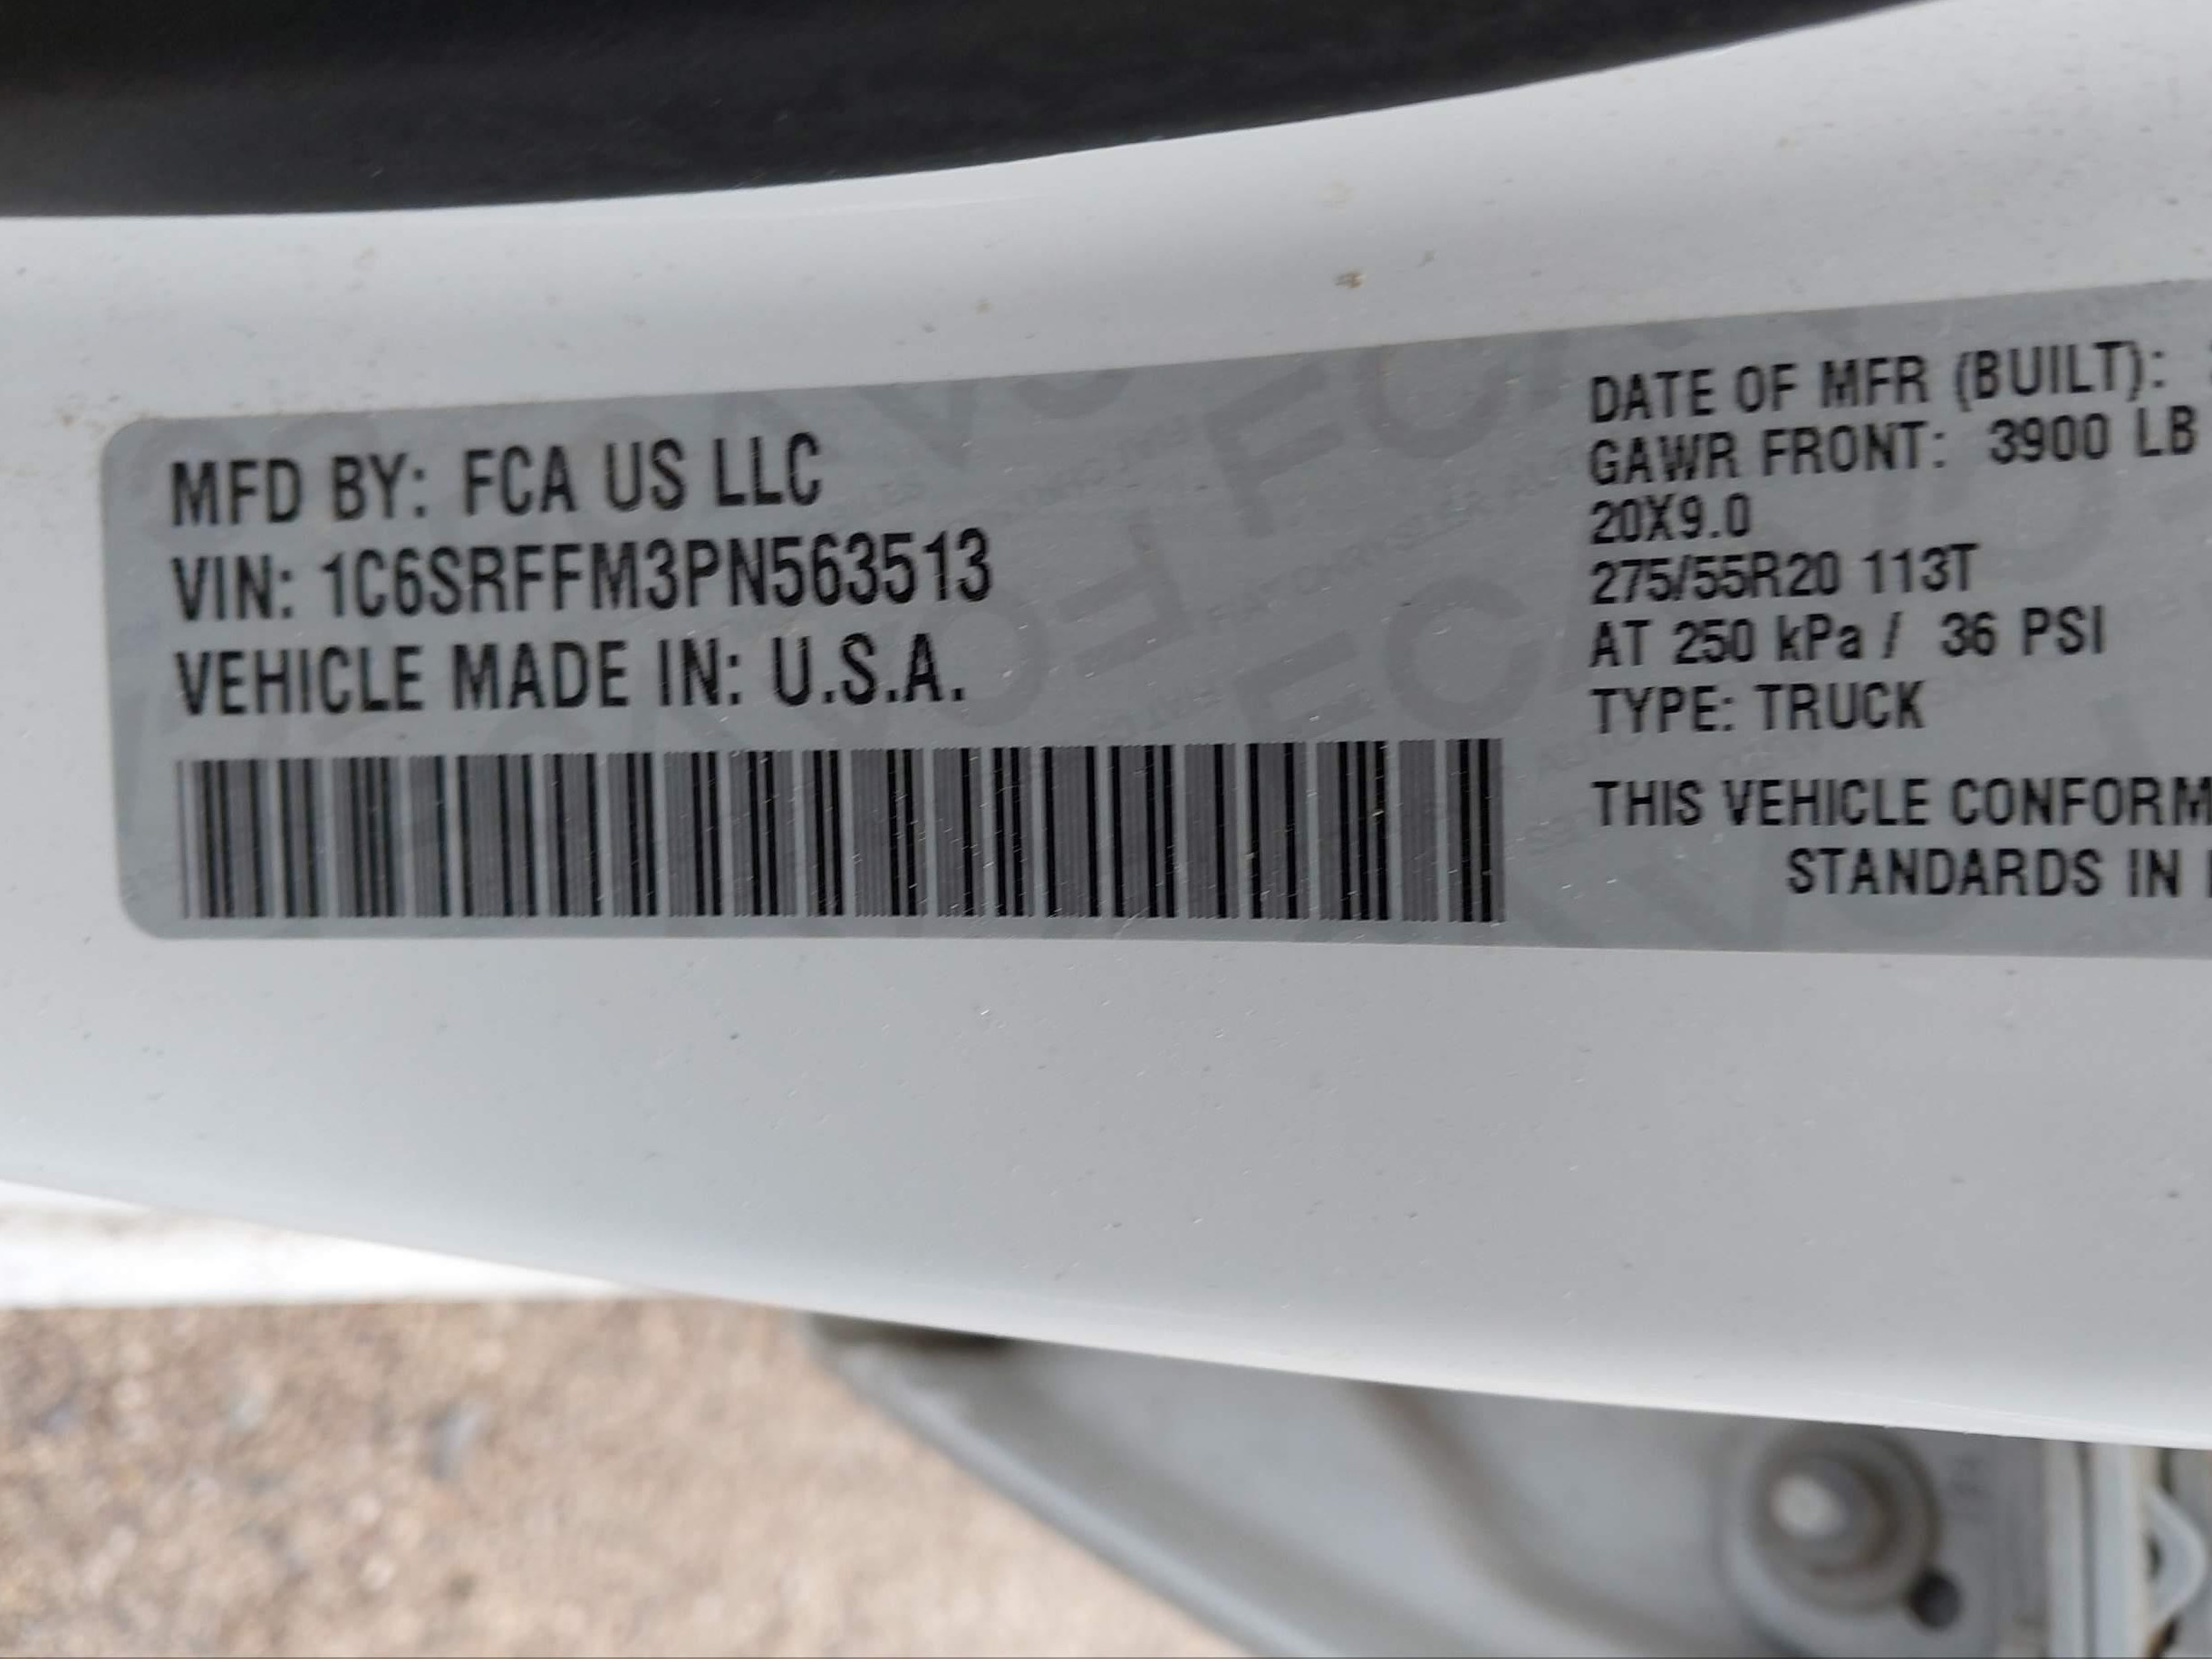 MFD BY: FCA US LLC
VIN: 1C6SRFFM3PN563513
VEHICLE MADE IN: U.S.A.
DATE OF MFR (BUILT):
GAWR FRONT: 3900 LB
20X9.0
275/55R20 113T
AT 250 kPa / 36 PSI
TYPE: TRUCK
THIS VEHICLE CONFORM
STANDARDS IN